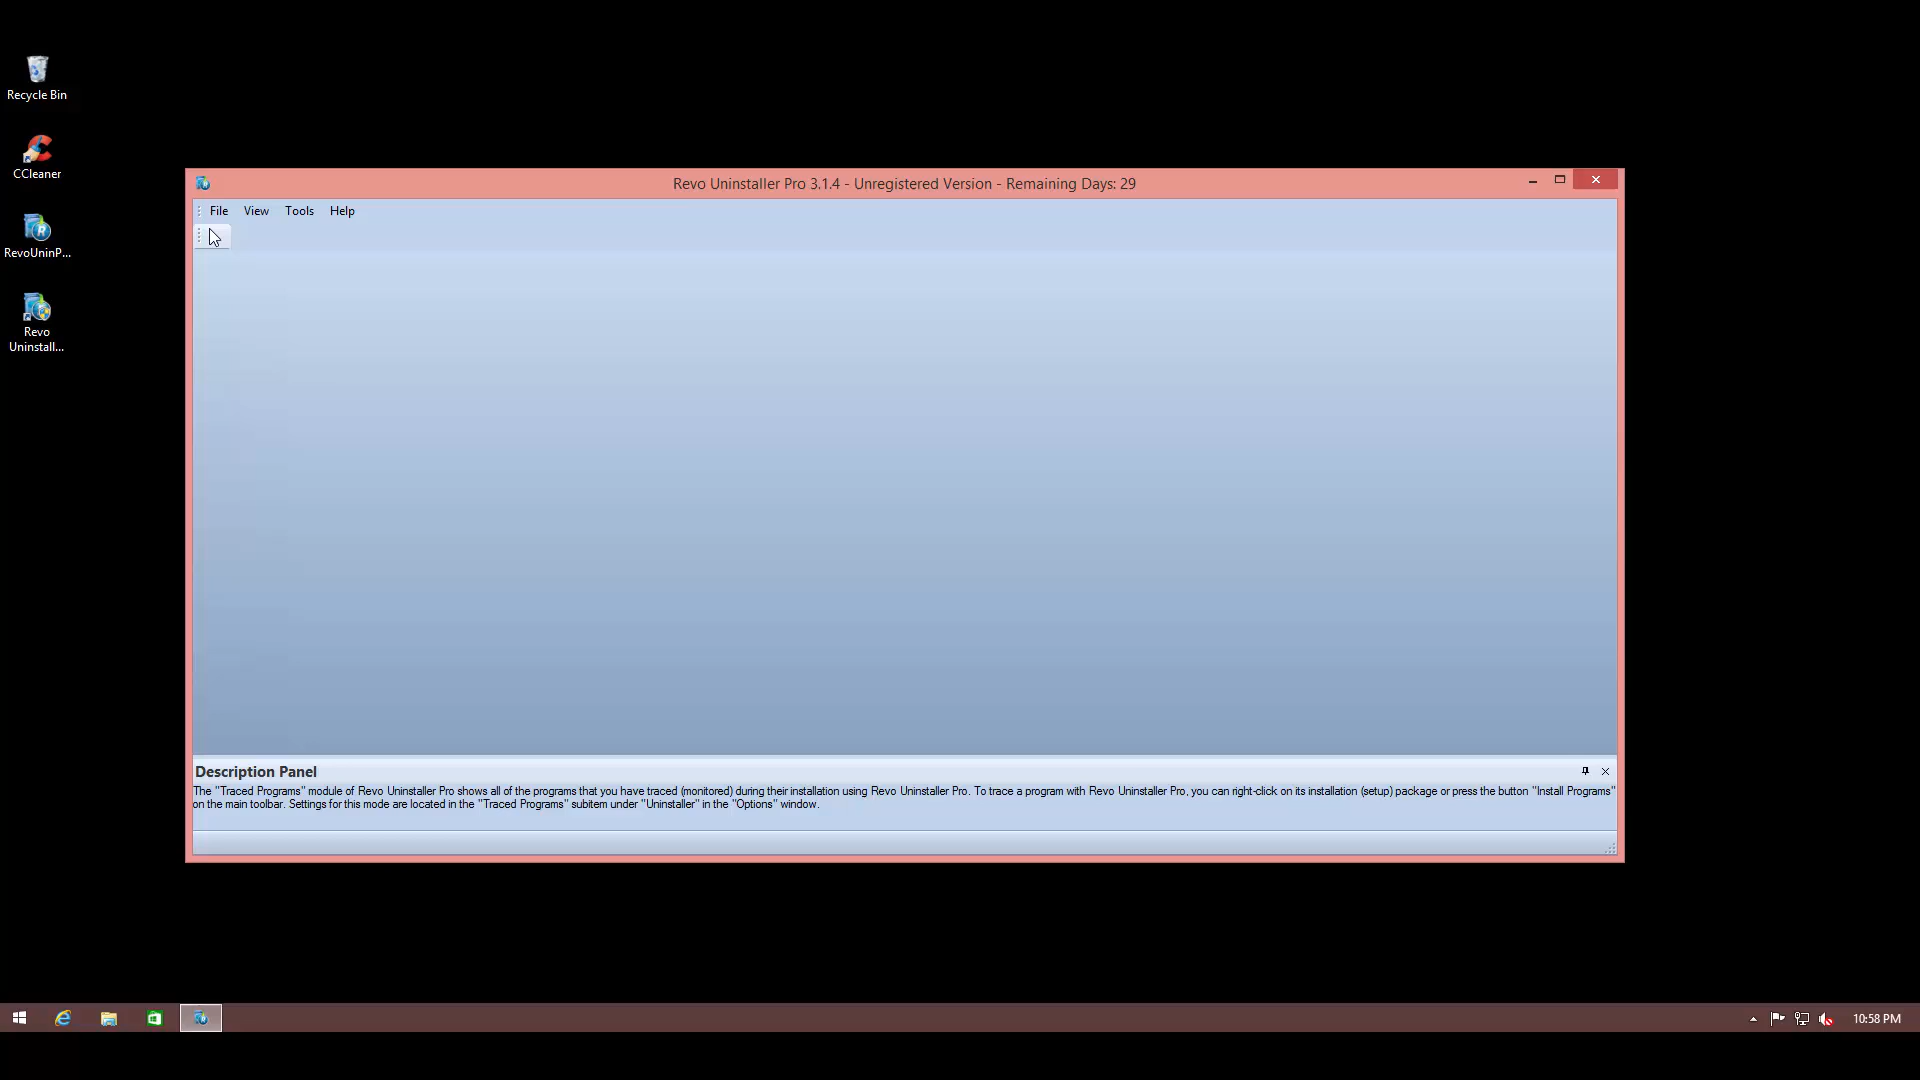 Recycle Bin
CCleaner
RevoUninP...
Revo
Uninstall...
Revo Uninstaller Pro 3.1.4 - Unregistered Version - Remaining Days: 29
File View Tools Help
Description Panel
The "Traced Programs" module of Revo Uninstaller Pro shows all of the programs that you have traced (monitored) during their installation using Revo Uninstaller Pro. To trace a program with Revo Uninstaller Pro, you can right-click on its installation (setup) package or press the button "Install Programs"
on the main toolbar. Settings for this mode are located in the "Traced Programs" subitem under "Uninstaller" in the "Options" window.
10:58 PM